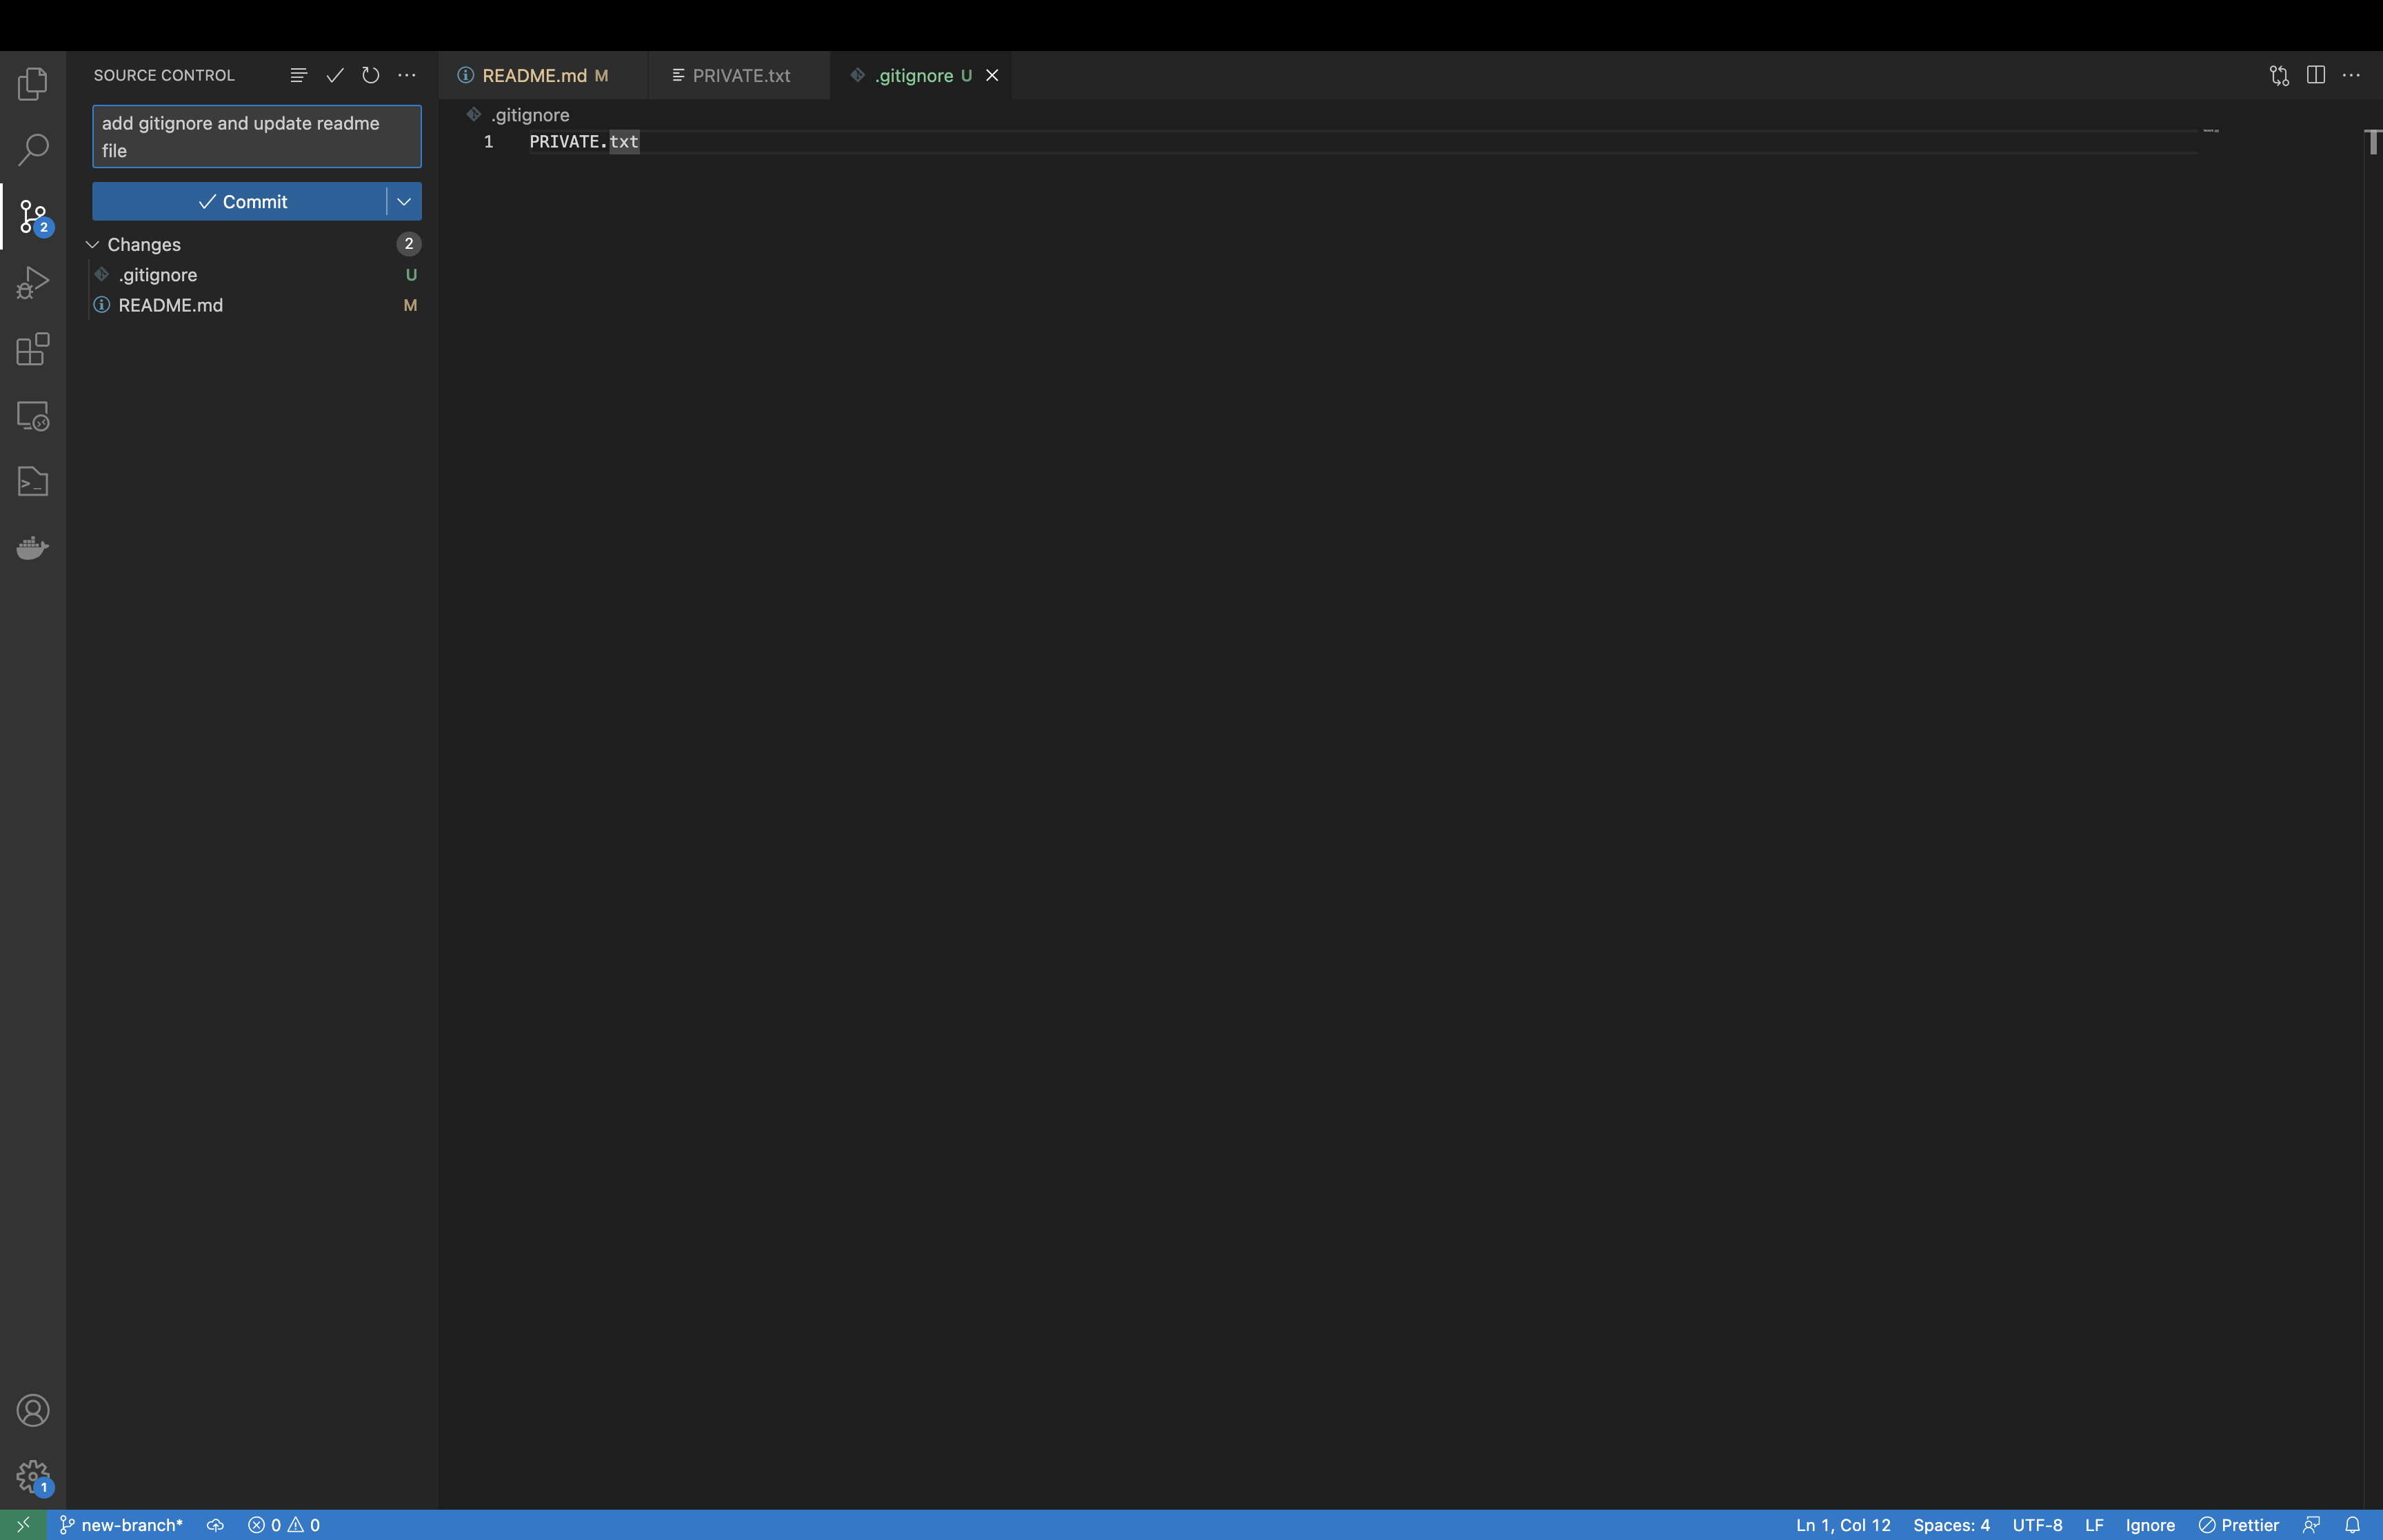 SOURCE CONTROL
add gitignore and update readme
file
Commit
Changes 2
.gitignore U
README.md M
README.md M
PRIVATE.txt
.gitignore U
.gitignore
1 PRIVATE.txt
2
1
new-branch* 0 0
Ln 1, Col 12 Spaces: 4 UTF-8 LF Ignore Prettier